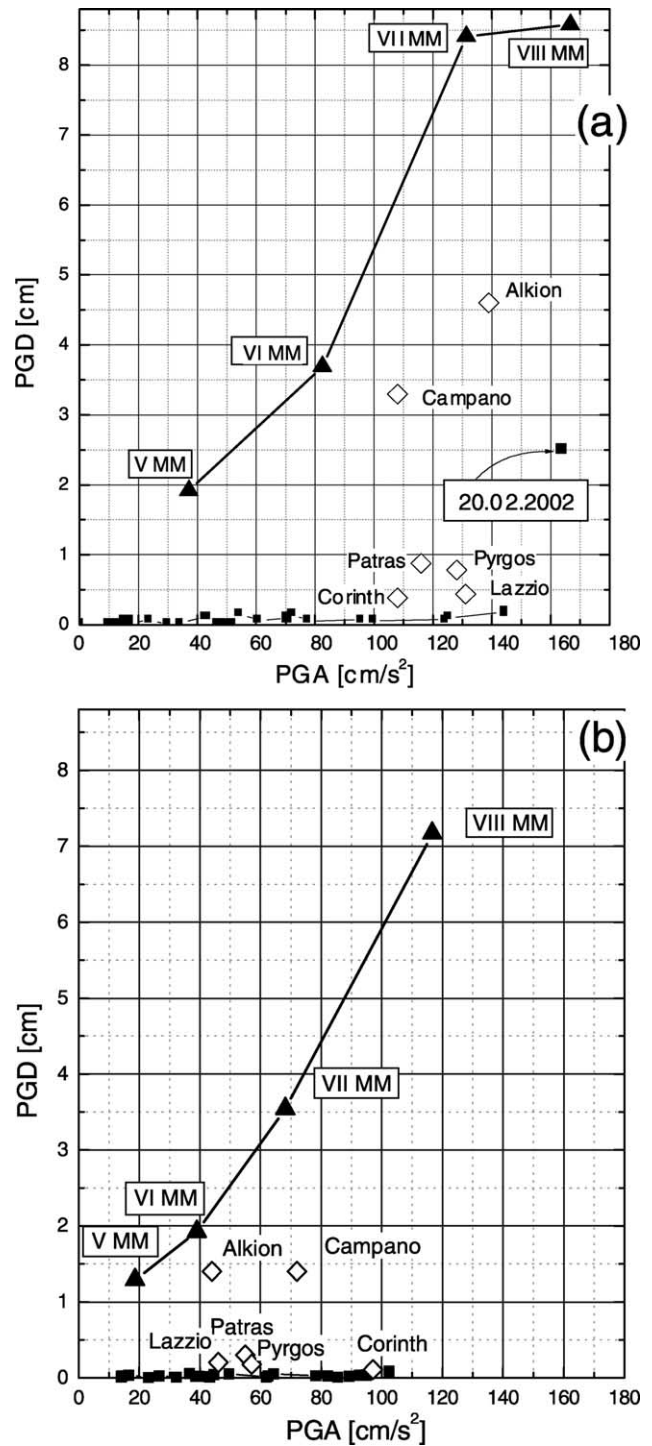 8
7
6
5
4
3
2
1
0
PGD [cm]
VII MM
VIII MM
(a)
Alkion
VI MM
Campano
V MM
20.02.2002
Patras
Pyrgos
Corinth
Lazzio
0 20 40 60 80 100 120 140 160 180
PGA [cm/s²]
(b)
8
7
6
5
4
3
2
1
0
PGD [cm]
VIII MM
VII MM
VI MM
V MM
Alkion
Campano
Patras
Lazzio
Pyrgos
Corinth
0 20 40 60 80 100 120 140 160 180
PGA [cm/s²]